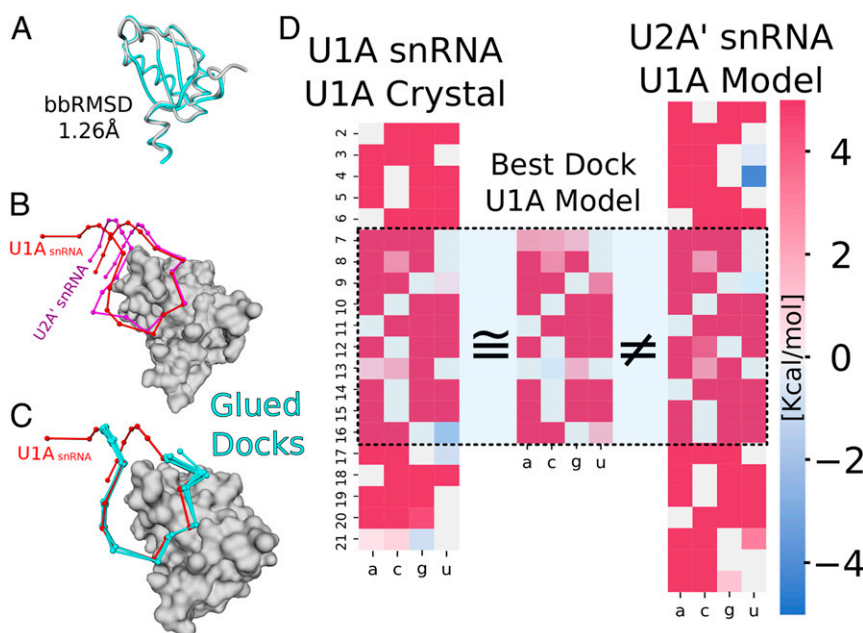 A
bbRMSD
1.26Å
B
U1A snRNA
U2A' snRNA
C
U1A snRNA
Glued
Docks
D
U1A snRNA
U1A Crystal
U2A' snRNA
U1A Model
Best Dock
U1A Model
2
3
4
5
6
7
8
9
10
11
12
13
14
15
16
17
18
19
20
21
a c g u
≅
a c g u
≠
a c g u
4
2
0
−2
−4
[Kcal/mol]